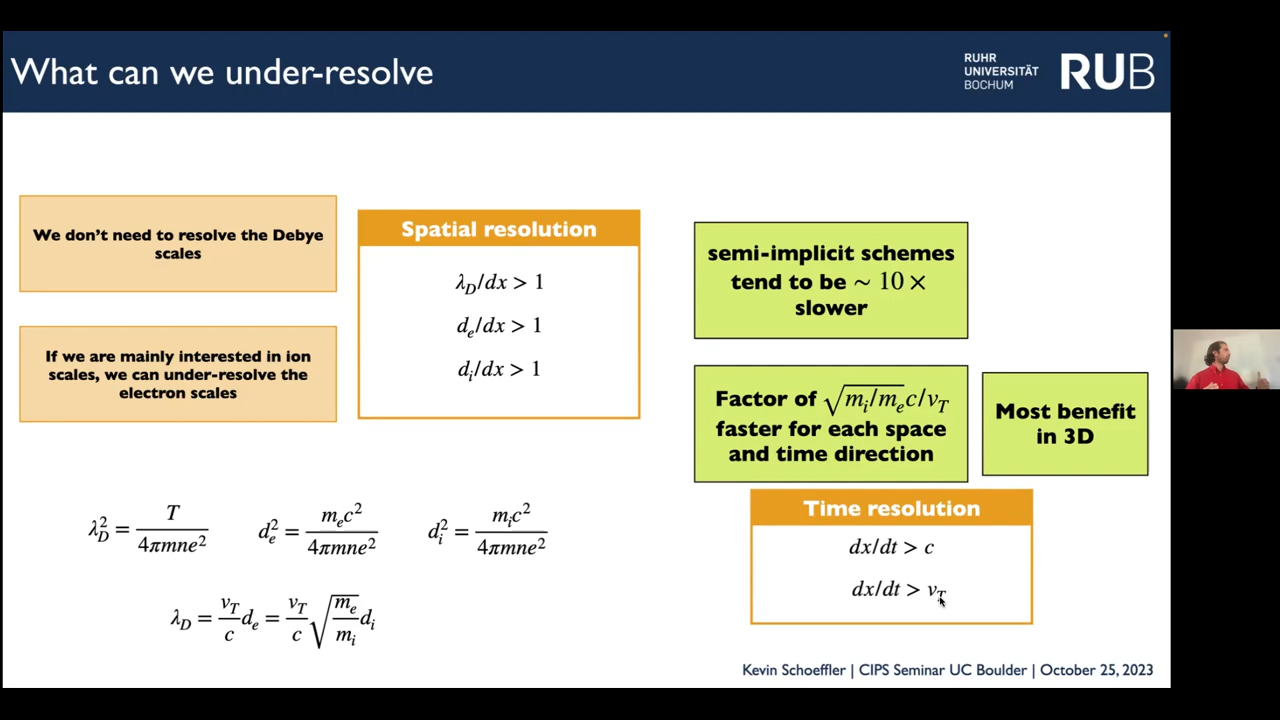 What can we under-resolve
RUHR
UNIVERSITÄT
BOCHUM
RUB
We don't need to resolve the Debye
scales
If we are mainly interested in ion
scales, we can under-resolve the
electron scales
Spatial resolution
λ_D/dx > 1
d_e/dx > 1
d_i/dx > 1
semi-implicit schemes
tend to be ~ 10 ×
slower
Factor of √(m_i/m_e)c/v_T
faster for each space
and time direction
Most benefit
in 3D
Time resolution
dx/dt > c
dx/dt > v_T
λ_D^2 = T/(4πmne^2) d_e^2 = m_ec^2/(4πmne^2) d_i^2 = m_ic^2/(4πmne^2)
λ_D = (v_T/c)d_e = (v_T/c)√(m_e/m_i)d_i
Kevin Schoeffler | CIPS Seminar UC Boulder | October 25, 2023